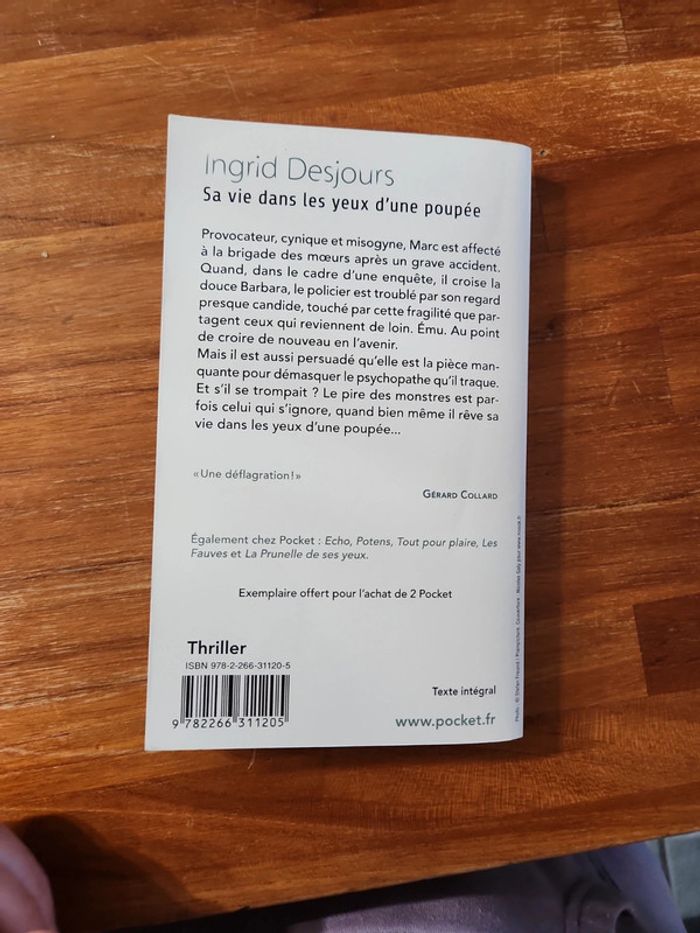 Ingrid Desjours
Sa vie dans les yeux d'une poupée
Provocateur, cynique et misogyne, Marc est affecté
à la brigade des mœurs après un grave accident.
Quand, dans le cadre d'une enquête, il croise la
douce Barbara, le policier est troublé par son regard
presque candide, touché par cette fragilité que par-
tagent ceux qui reviennent de loin. Ému. Au point
de croire de nouveau en l'avenir.
Mais il est aussi persuadé qu'elle est la pièce man-
quante pour démasquer le psychopathe qu'il traque.
Et s'il se trompait ? Le pire des monstres est par-
fois celui qui s'ignore, quand bien même il rêve sa
vie dans les yeux d'une poupée...
« Une déflagration ! »
GÉRARD COLLARD
Également chez Pocket : Echo, Potens, Tout pour plaire, Les
Fauves et La Prunelle de ses yeux.
Exemplaire offert pour l'achat de 2 Pocket
Thriller
ISBN 978-2-266-31120-5
9 782266 311205
Texte intégral
www.pocket.fr